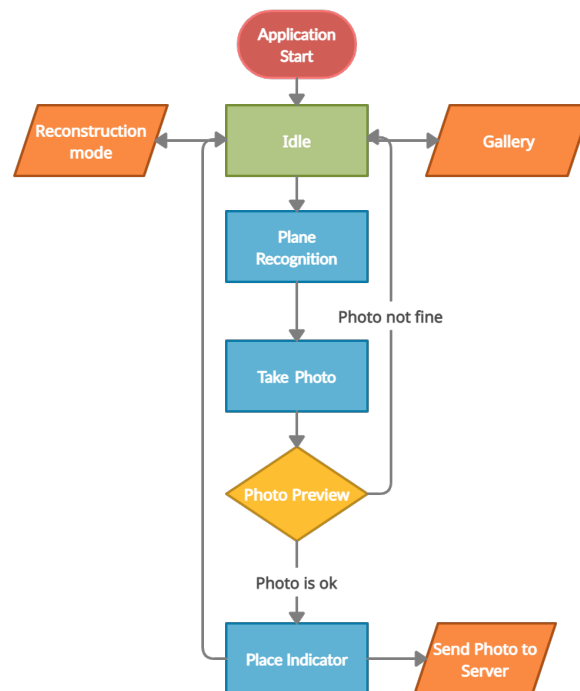 Application
Start
Reconstruction
mode
Idle
Gallery
Plane
Recognition
Photo not fine
Take Photo
Photo Preview
Photo is ok
Place Indicator
Send Photo to
Server